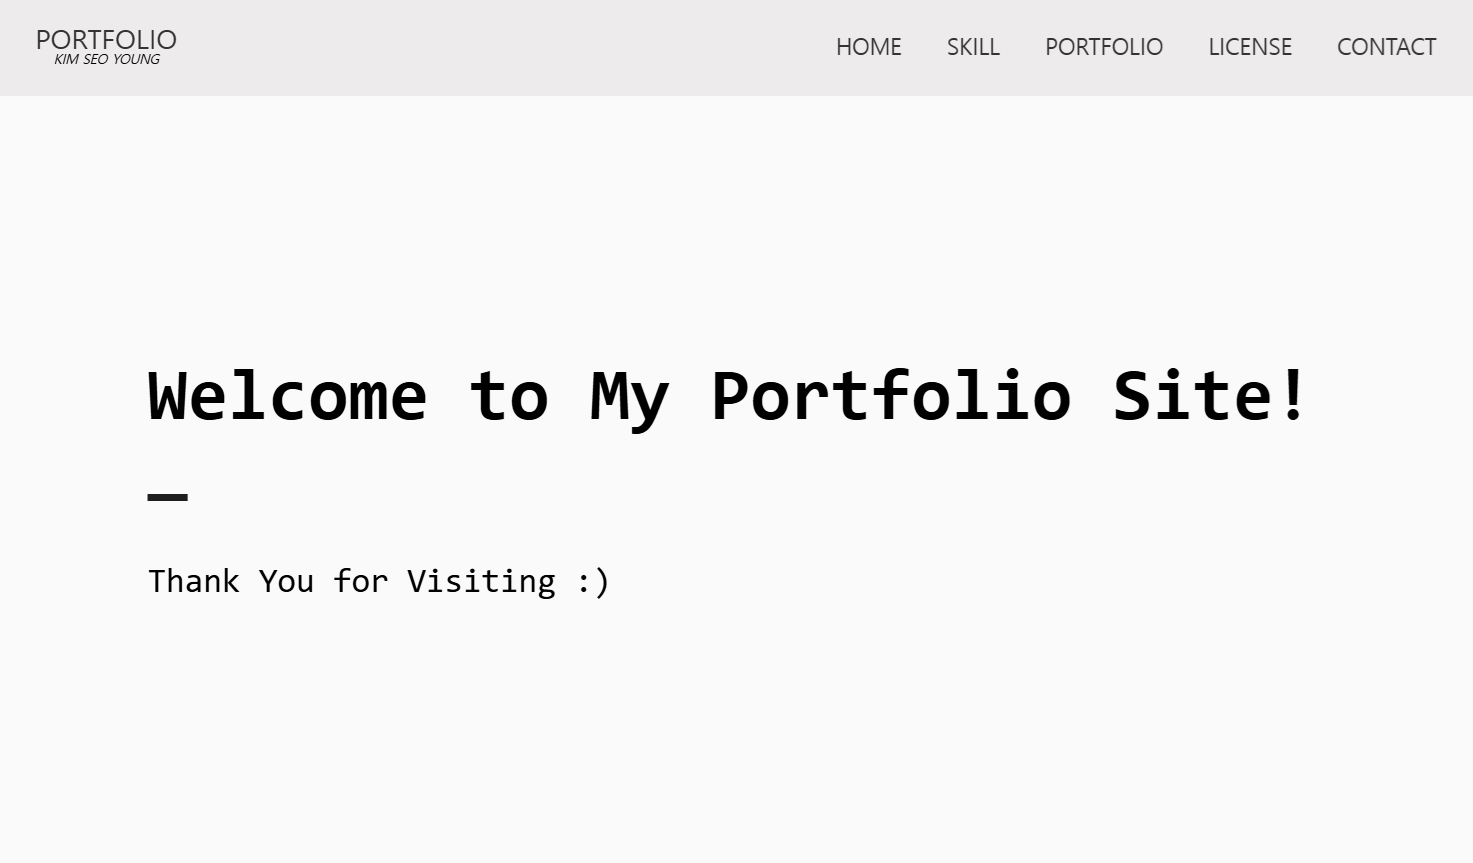 PORTFOLIO
KIM SEO YOUNG
HOME SKILL PORTFOLIO LICENSE CONTACT
Welcome to My Portfolio Site!
Thank You for Visiting :)